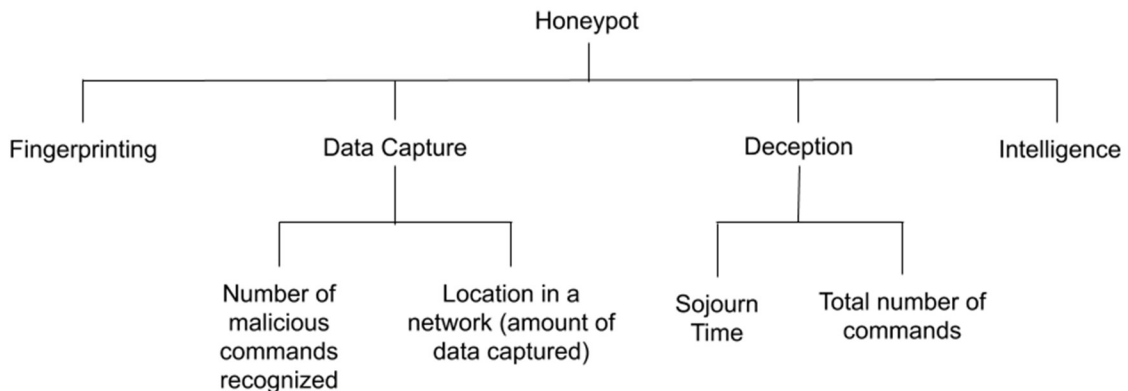 Honeypot
Fingerprinting
Data Capture
Deception
Intelligence
Number of
malicious
commands
recognized
Location in a
network (amount of
data captured)
Sojourn
Time
Total number of
commands